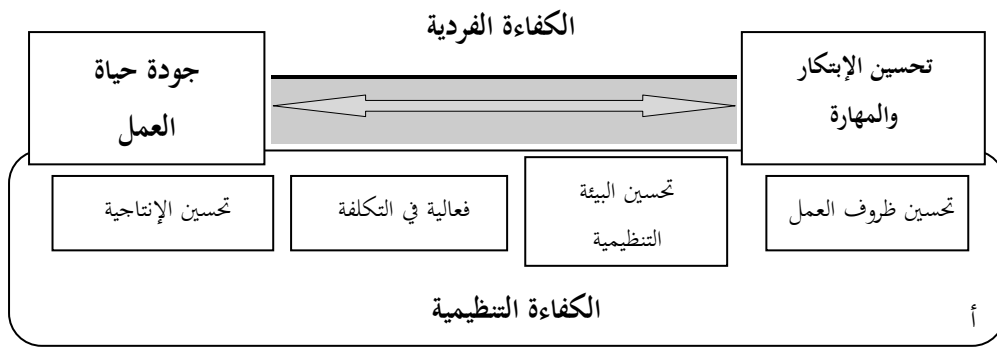 الكفاءة الفردية
تحسين الإبتكار
والمهارة
جودة حياة
العمل
تحسين ظروف العمل
تحسين البيئة
التنظيمية
فعالية في التكلفة
تحسين الإنتاجية
الكفاءة التنظيمية
أ